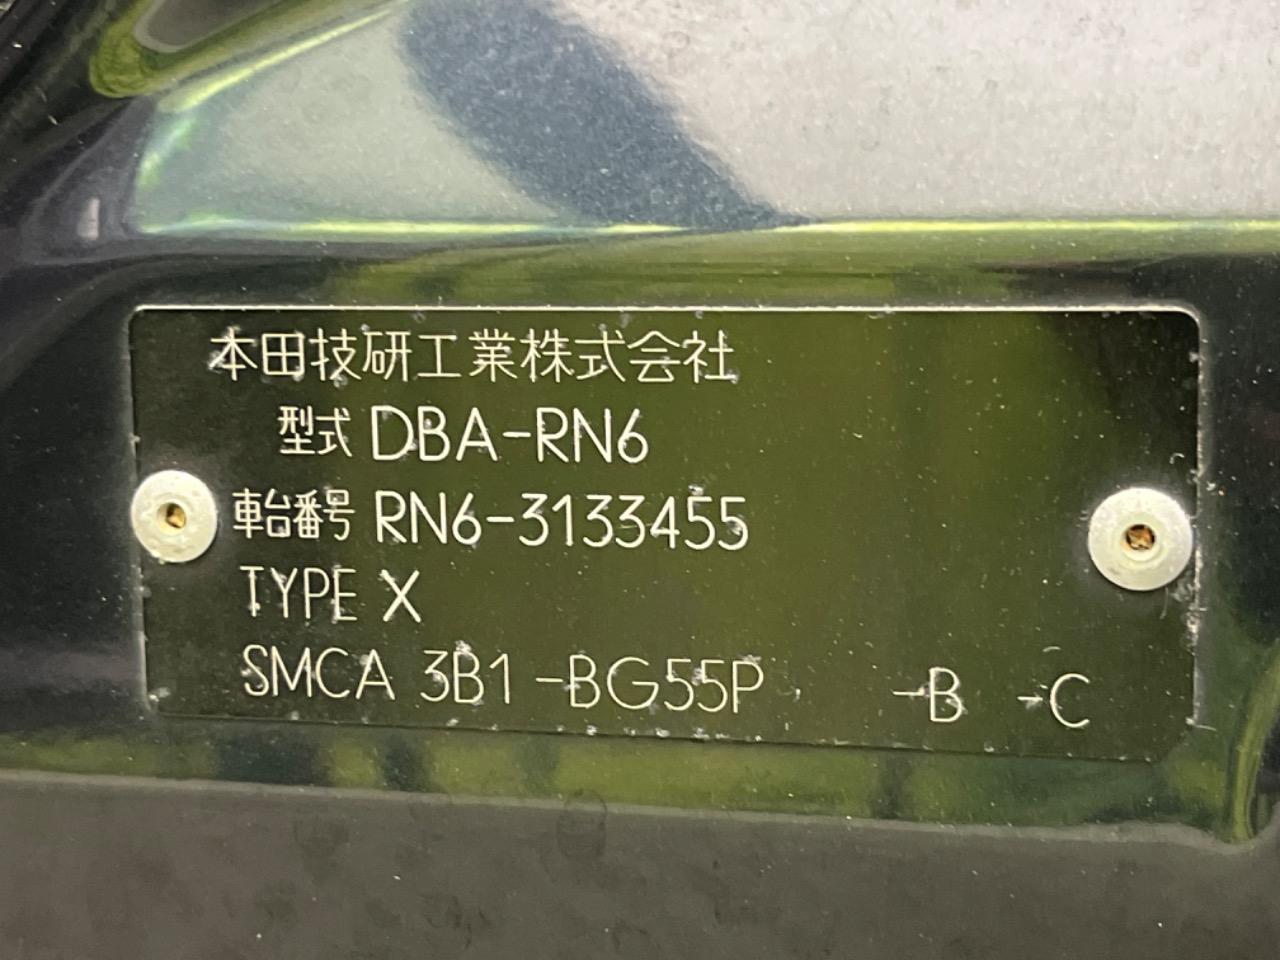 本田技研工業株式会社
型式 DBA-RN6
車台番号 RN6-3133455
TYPE X
SMCA 3B1 -BG55P -B -C